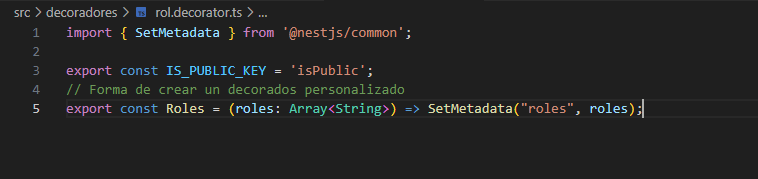 src > decoradores > rol.decorator.ts > ...
1 import { SetMetadata } from '@nestjs/common';
2
3 export const IS_PUBLIC_KEY = 'isPublic';
4 // Forma de crear un decorados personalizado
5 export const Roles = (roles: Array<String>) => SetMetadata("roles", roles);